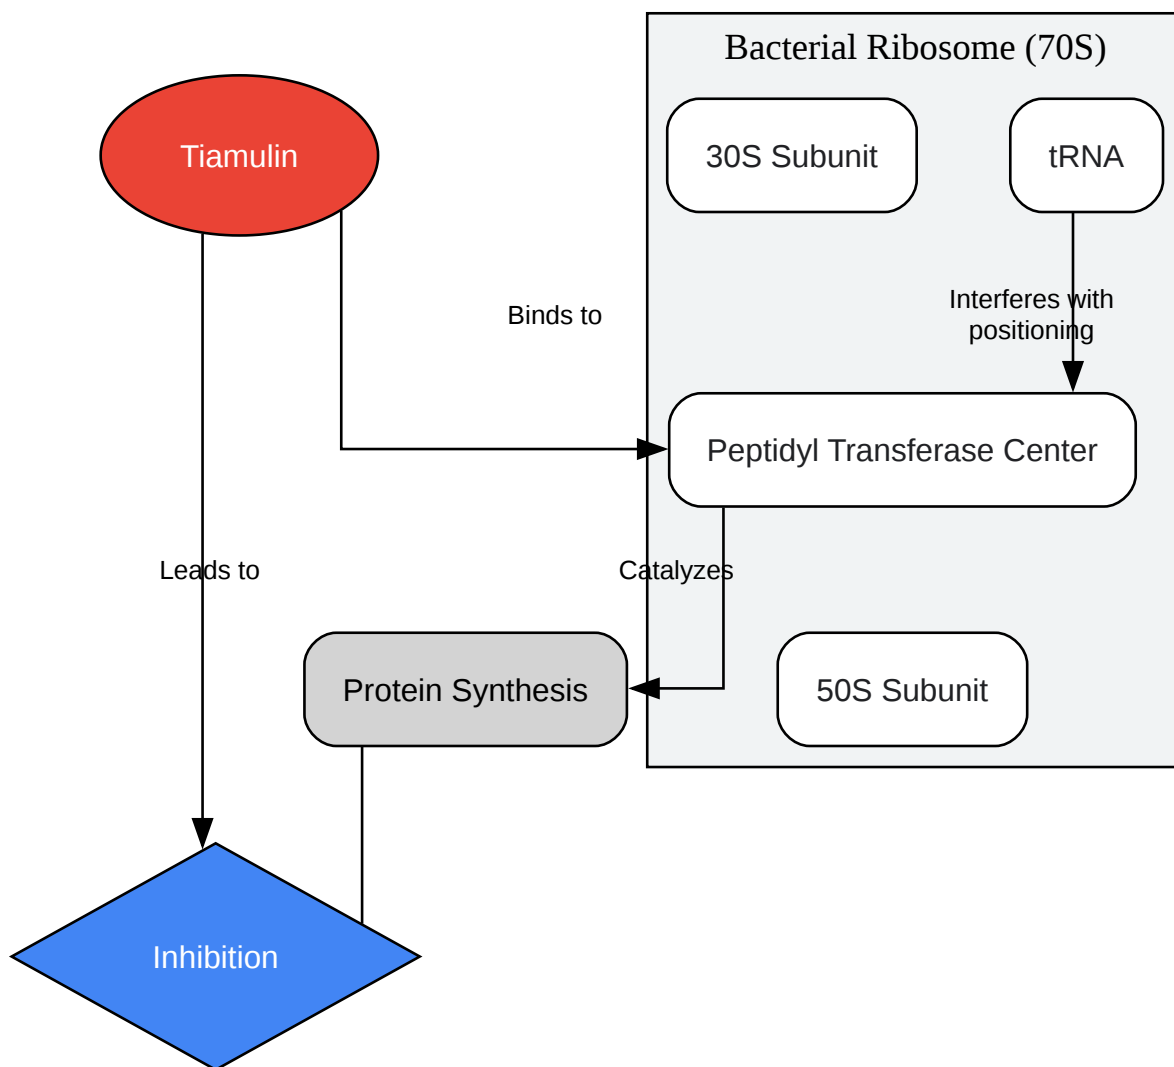 Bacterial Ribosome (70S)
Tiamulin
30S Subunit
tRNA
Binds to
Interferes with
positioning
Peptidyl Transferase Center
Leads to
Catalyzes
Protein Synthesis
50S Subunit
Inhibition